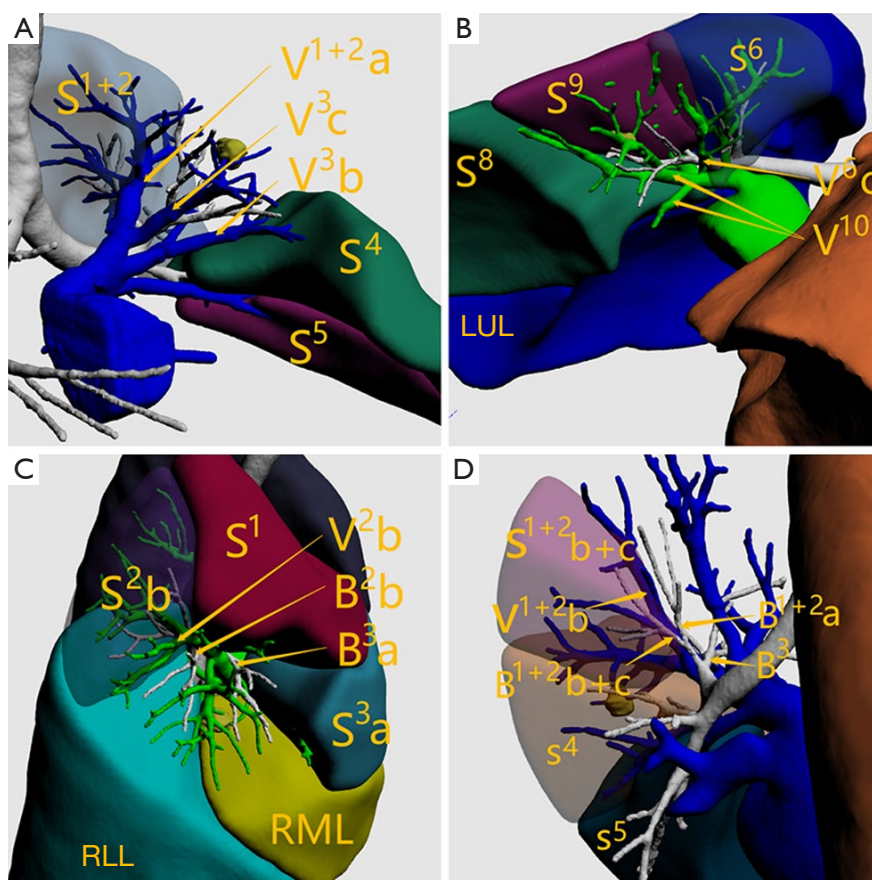 A
S¹⁺²
V¹⁺²a
V³c
V³b
S⁴
S⁵
B
S⁶
S⁹
S⁸
V⁶c
V¹⁰
LUL
C
V²b
S¹
B²b
S²b
B³a
S³a
RML
RLL
D
S¹⁺²b+c
V¹⁺²b
B¹⁺²a
B³
B¹⁺²b+c
s⁴
s⁵